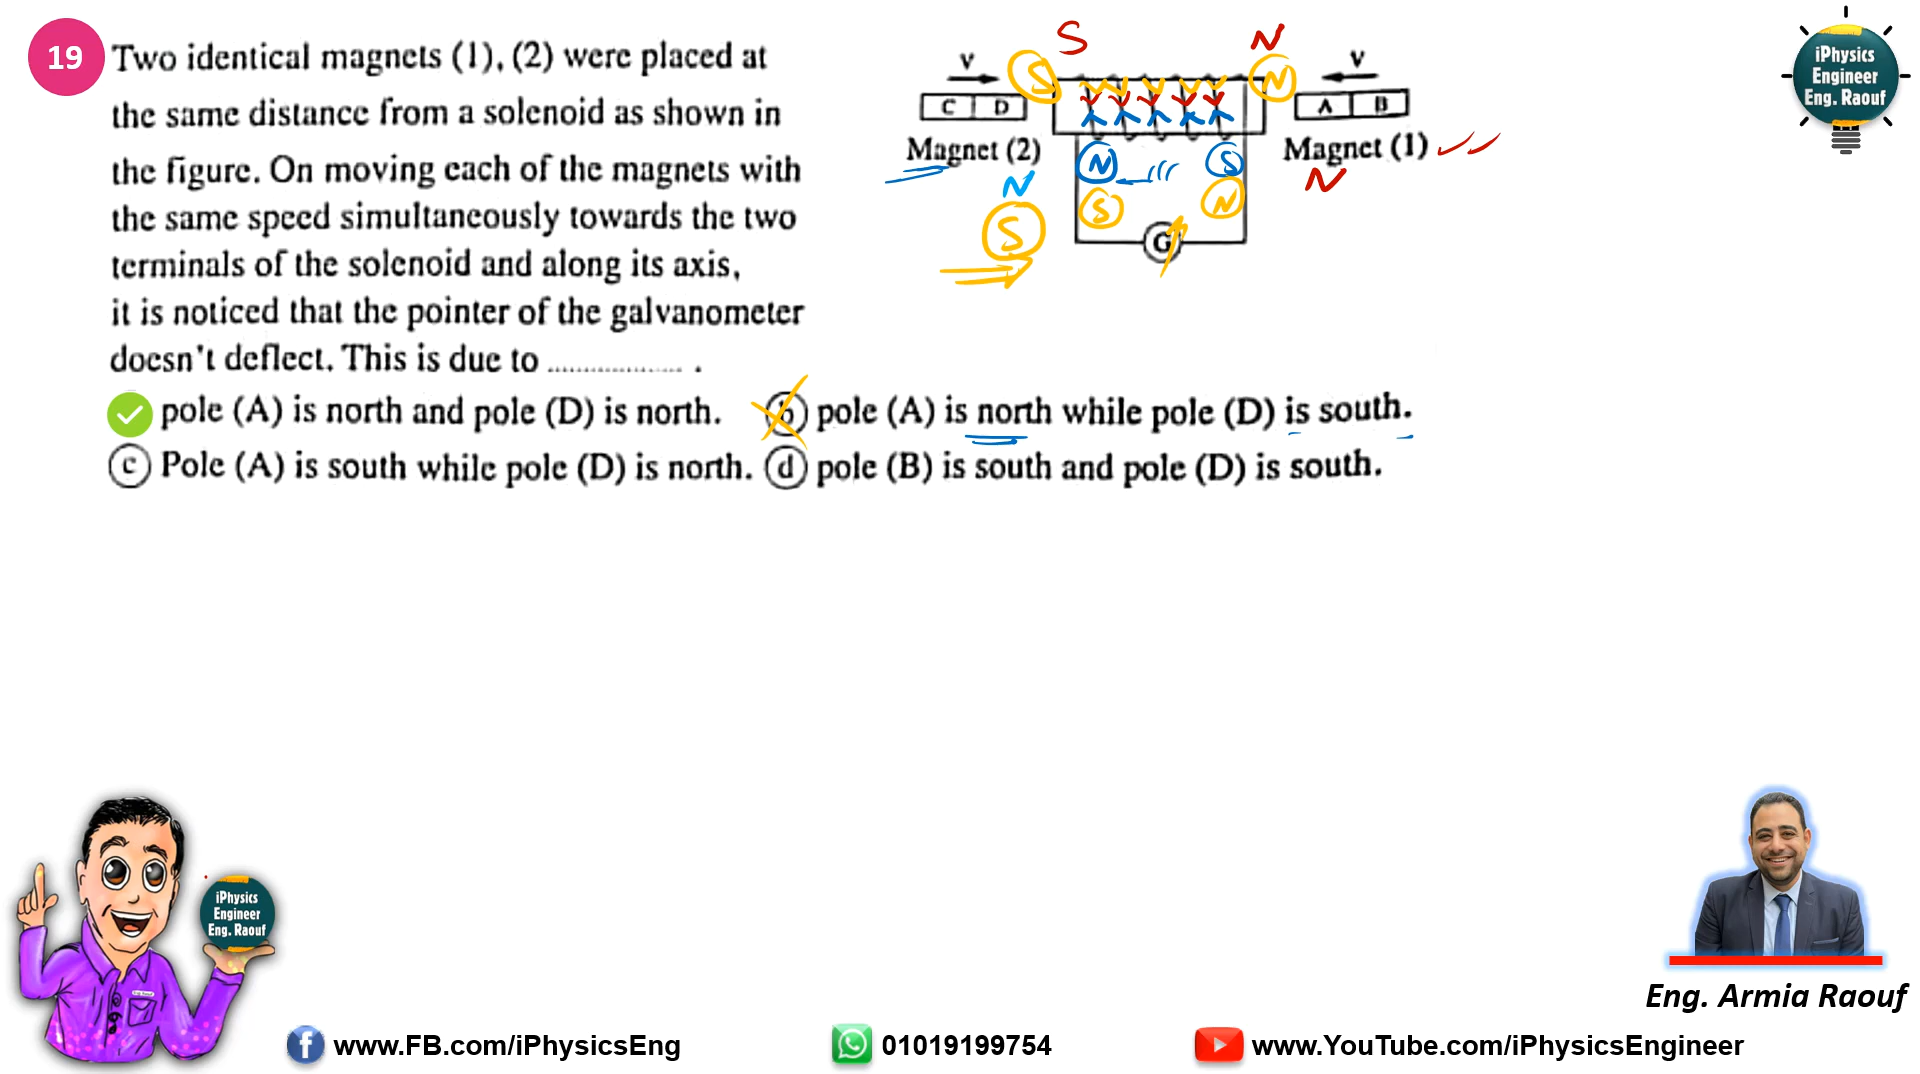 19
Two identical magnets (1), (2) were placed at
the same distance from a solenoid as shown in
the figure. On moving each of the magnets with
the same speed simultaneously towards the two
terminals of the solenoid and along its axis,
it is noticed that the pointer of the galvanometer
doesn't deflect. This is due to .................... .
pole (A) is north and pole (D) is north.
b pole (A) is north while pole (D) is south.
c Pole (A) is south while pole (D) is north.
d pole (B) is south and pole (D) is south.
S N
v S N v
C D A B
Magnet (2) Magnet (1)
N S
N N
S S N
G
iPhysics
Engineer
Eng. Raouf
iPhysics
Engineer
Eng. Raouf
Eng. Armia Raouf
www.FB.com/iPhysicsEng
01019199754
www.YouTube.com/iPhysicsEngineer